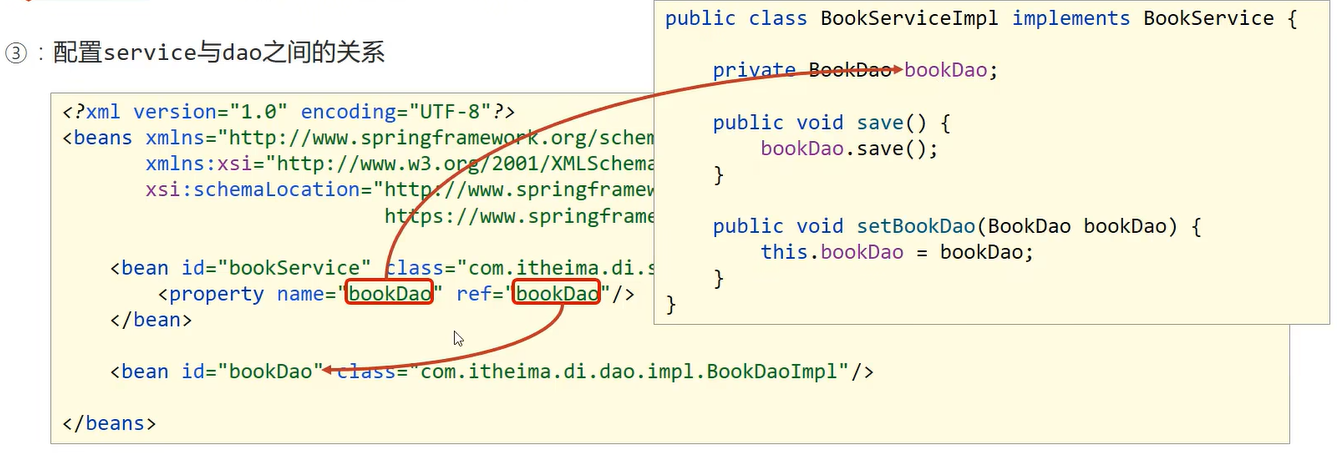 ③：配置service与dao之间的关系
<?xml version="1.0" encoding="UTF-8"?>
<beans xmlns="http://www.springframework.org/schem
xmlns:xsi="http://www.w3.org/2001/XMLSchema
xsi:schemaLocation="http://www.springframew
https://www.springframe
<bean id="bookService" class="com.itheima.di.s
<property name="bookDao" ref="bookDao"/>
</bean>
<bean id="bookDao" class="com.itheima.di.dao.impl.BookDaoImpl"/>
</beans>
public class BookServiceImpl implements BookService {
private BookDao bookDao;
public void save() {
bookDao.save();
}
public void setBookDao(BookDao bookDao) {
this.bookDao = bookDao;
}
}